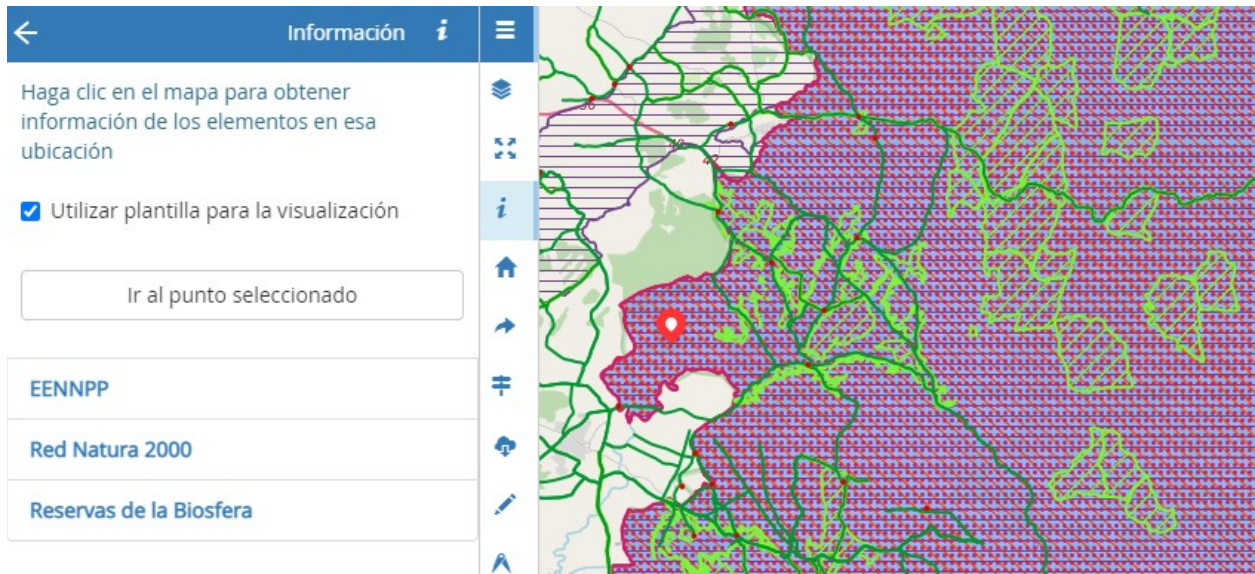 Información i
Haga clic en el mapa para obtener
información de los elementos en esa
ubicación
Utilizar plantilla para la visualización
Ir al punto seleccionado
EENNPP
Red Natura 2000
Reservas de la Biosfera
i